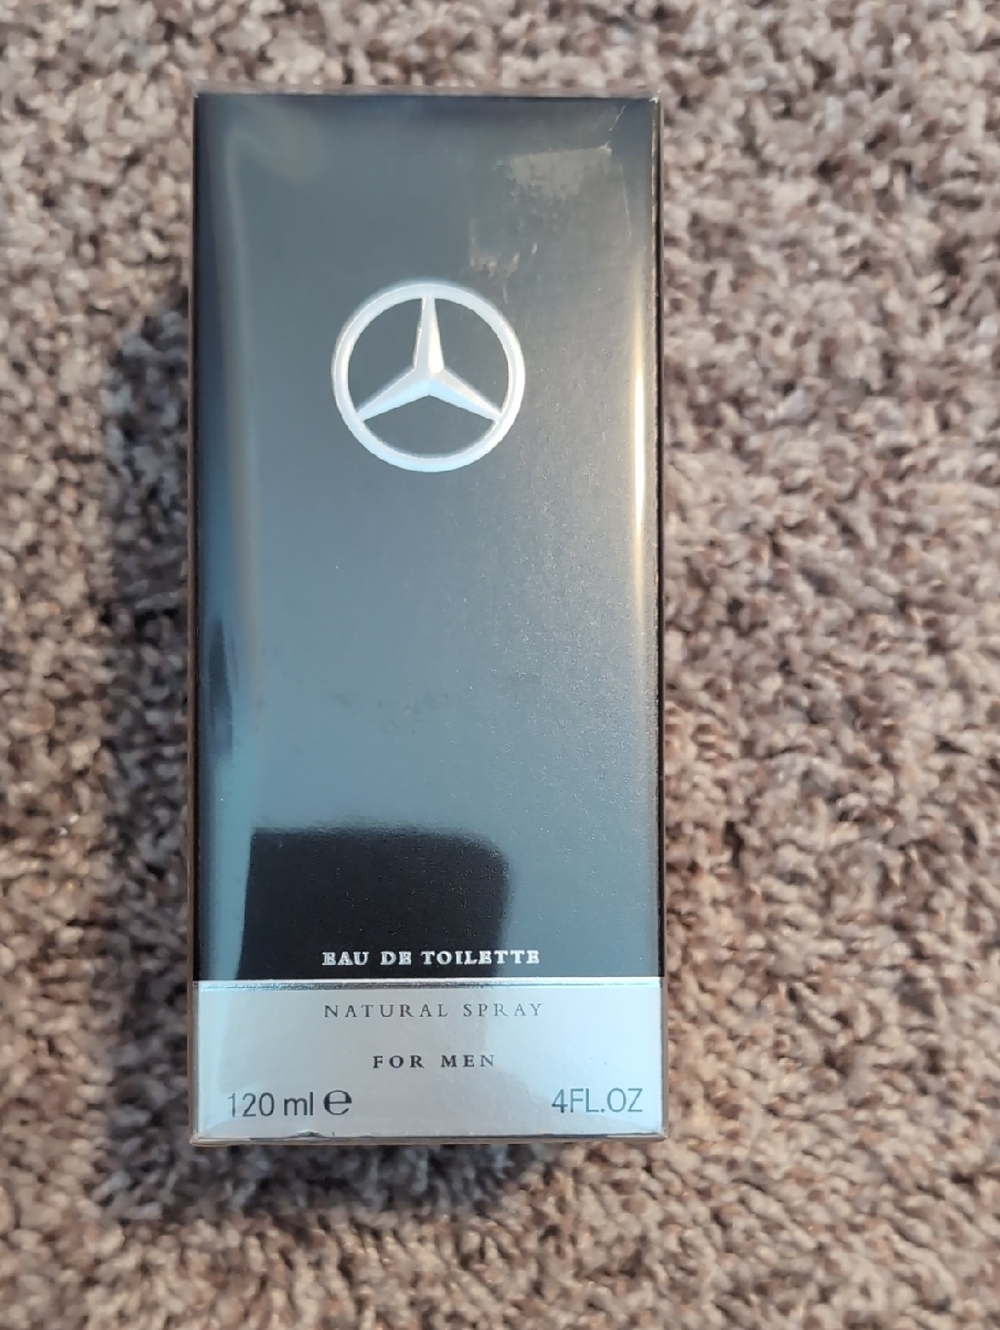 EAU DE TOILETTE
NATURAL SPRAY
FOR MEN
120 ml ℮ 4FL.OZ